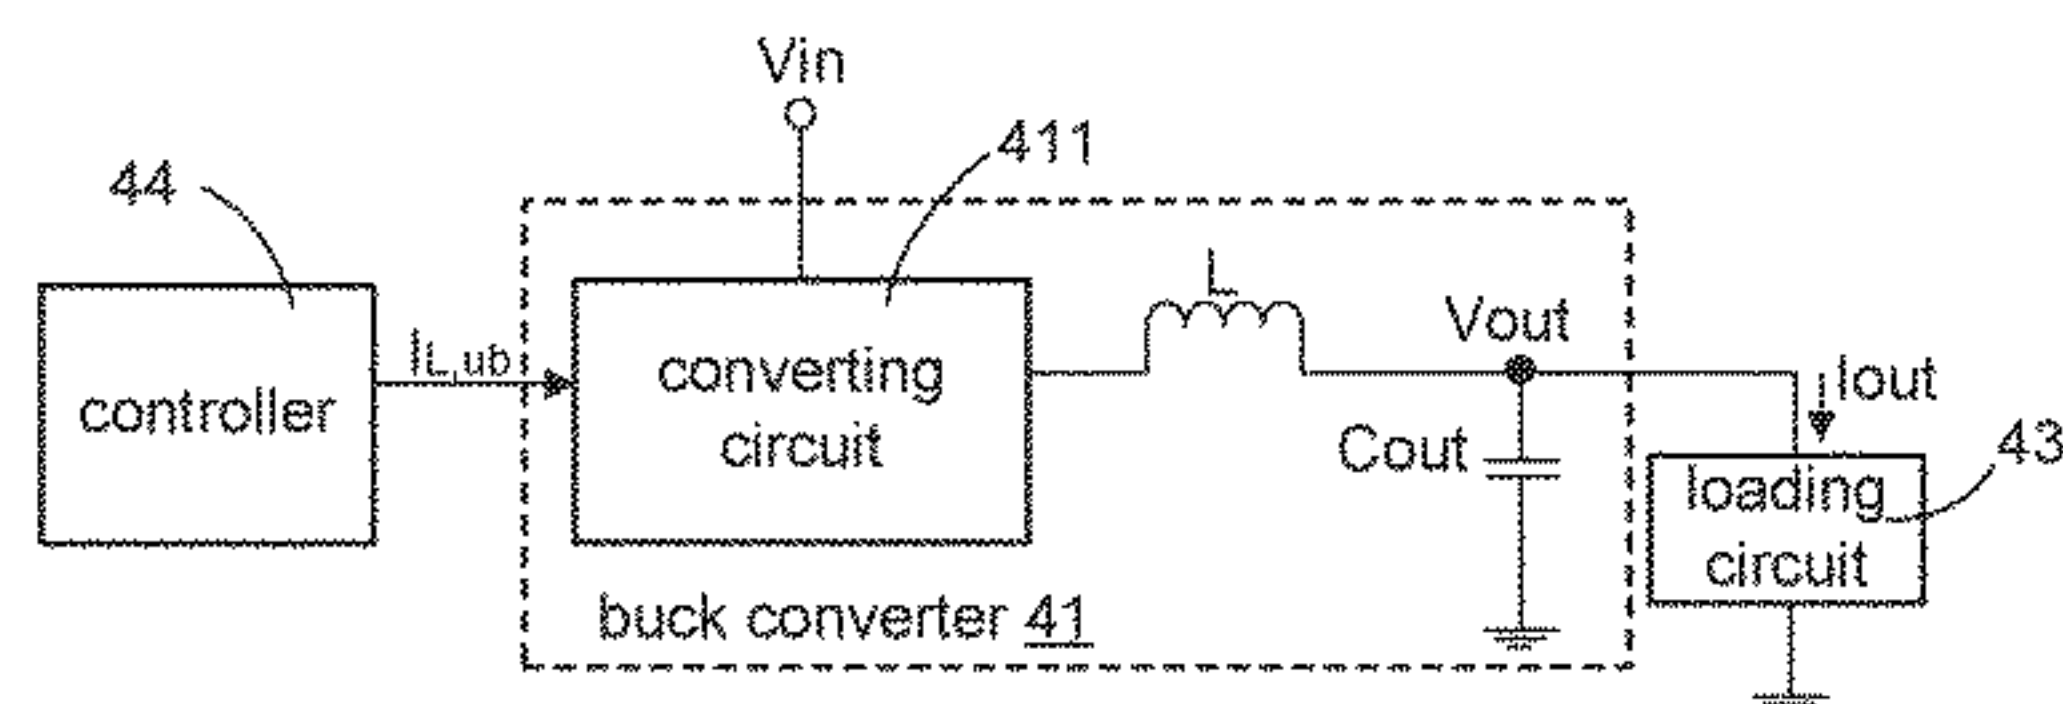 Vin
411
44
L
Vout
IL,ub
Iout
controller
converting
circuit
Cout
43
loading
circuit
buck converter 41